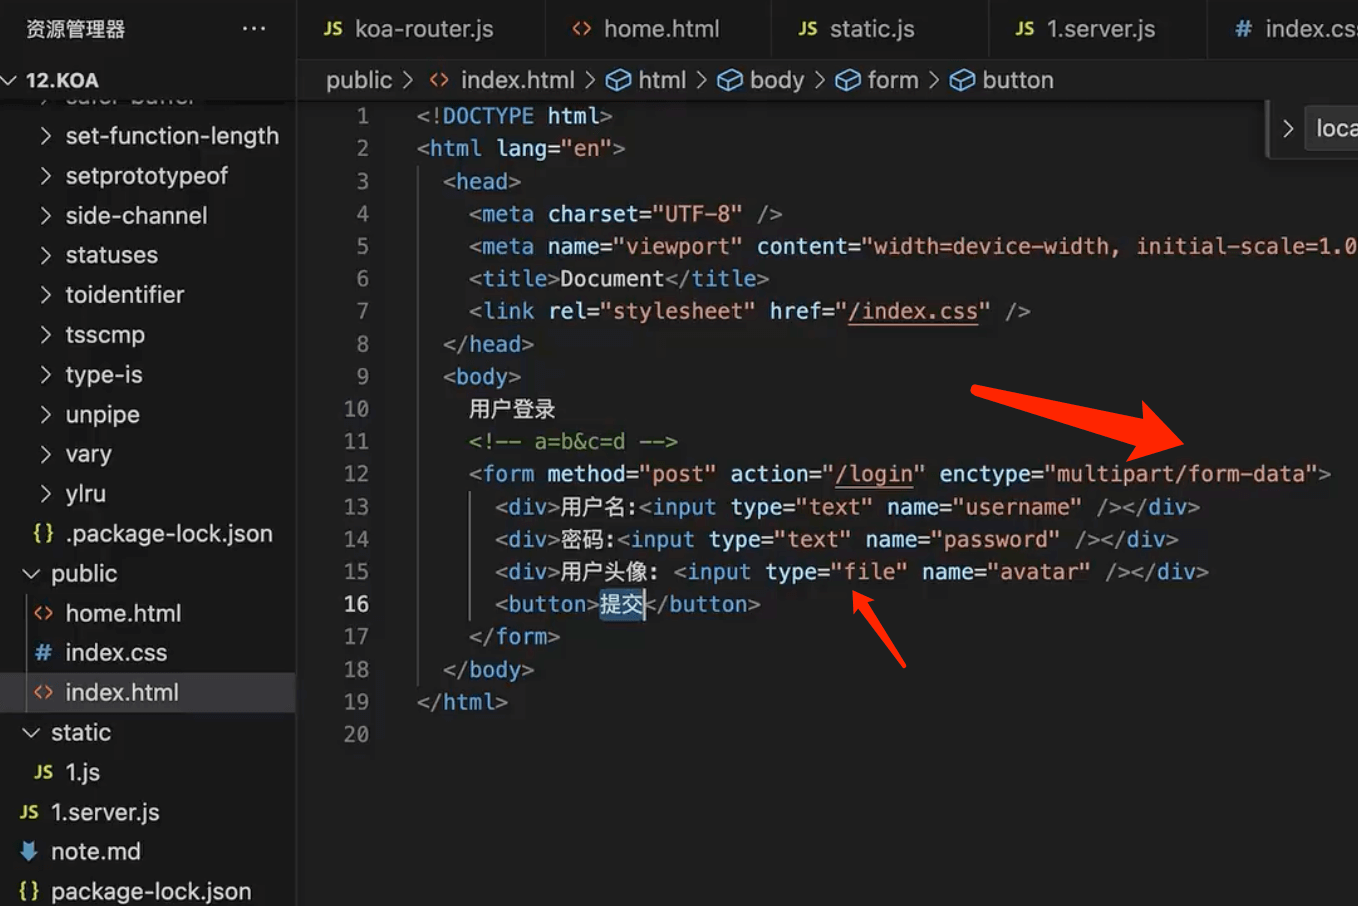 资源管理器 ···
12.KOA
set-function-length
setprototypeof
side-channel
statuses
toidentifier
tsscmp
type-is
unpipe
vary
ylru
{} .package-lock.json
public
<> home.html
# index.css
<> index.html
static
JS 1.js
JS 1.server.js
note.md
{} package-lock.json
JS koa-router.js <> home.html JS static.js JS 1.server.js # index.cs
public > <> index.html > html > body > form > button
loca
1 <!DOCTYPE html>
2 <html lang="en">
3 <head>
4 <meta charset="UTF-8" />
5 <meta name="viewport" content="width=device-width, initial-scale=1.0
6 <title>Document</title>
7 <link rel="stylesheet" href="/index.css" />
8 </head>
9 <body>
10 用户登录
11 <!-- a=b&c=d -->
12 <form method="post" action="/login" enctype="multipart/form-data">
13 <div>用户名:<input type="text" name="username" /></div>
14 <div>密码:<input type="text" name="password" /></div>
15 <div>用户头像: <input type="file" name="avatar" /></div>
16 <button>提交</button>
17 </form>
18 </body>
19 </html>
20